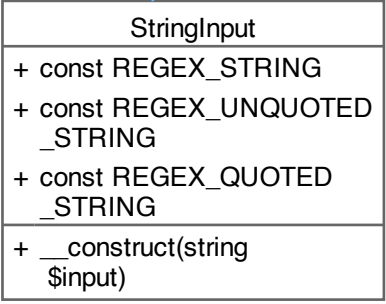 StringInput
+ const REGEX_STRING
+ const REGEX_UNQUOTED
_STRING
+ const REGEX_QUOTED
_STRING
+ __construct(string
$input)